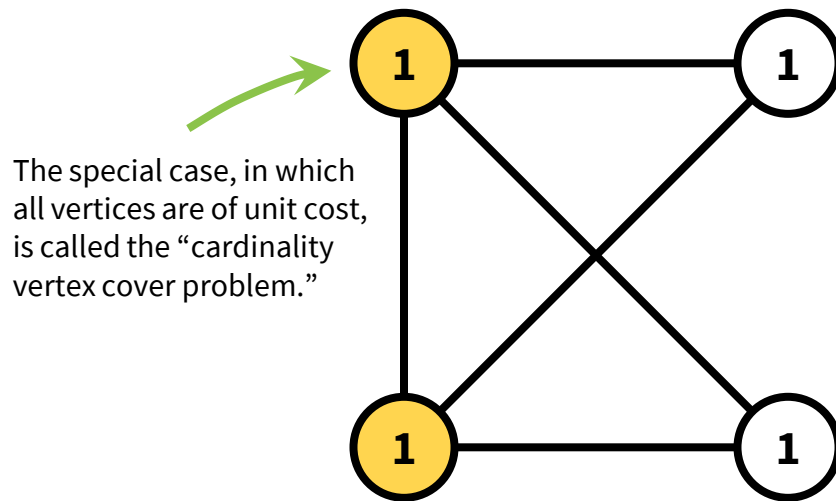 1
1
The special case, in which
all vertices are of unit cost,
is called the “cardinality
vertex cover problem.”
1
1